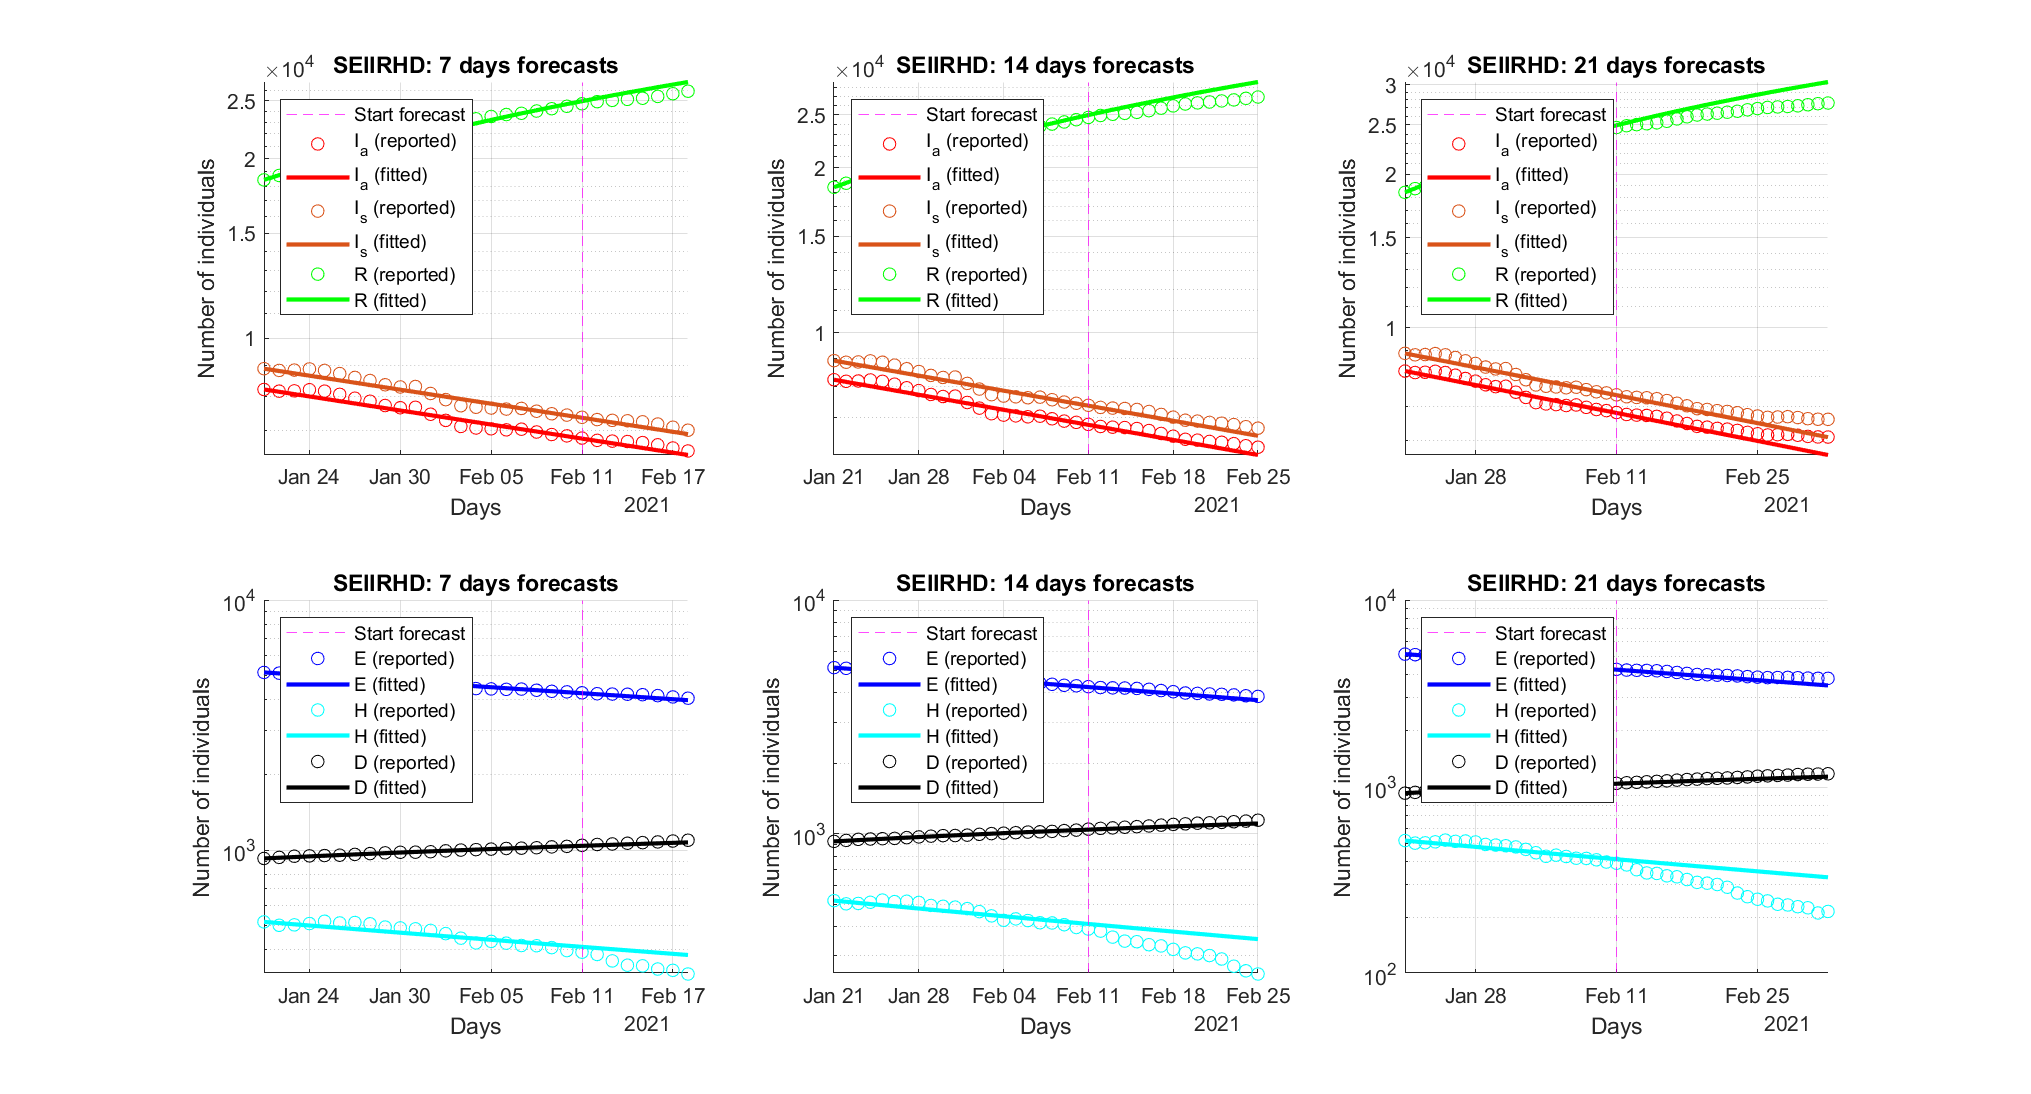 SEIIRHD: 7 days forecasts
×10^4
Number of individuals
2.5
2
1.5
1
Start forecast
I_a (reported)
I_a (fitted)
I_s (reported)
I_s (fitted)
R (reported)
R (fitted)
Jan 24 Jan 30 Feb 05 Feb 11 Feb 17
Days
2021
SEIIRHD: 14 days forecasts
×10^4
Number of individuals
2.5
2
1.5
1
Start forecast
I_a (reported)
I_a (fitted)
I_s (reported)
I_s (fitted)
R (reported)
R (fitted)
Jan 21 Jan 28 Feb 04 Feb 11 Feb 18 Feb 25
Days
2021
SEIIRHD: 21 days forecasts
×10^4
Number of individuals
3
2.5
2
1.5
1
Start forecast
I_a (reported)
I_a (fitted)
I_s (reported)
I_s (fitted)
R (reported)
R (fitted)
Jan 28 Feb 11 Feb 25
Days
2021
SEIIRHD: 7 days forecasts
Number of individuals
10^4
10^3
Start forecast
E (reported)
E (fitted)
H (reported)
H (fitted)
D (reported)
D (fitted)
Jan 24 Jan 30 Feb 05 Feb 11 Feb 17
Days
2021
SEIIRHD: 14 days forecasts
Number of individuals
10^4
10^3
Start forecast
E (reported)
E (fitted)
H (reported)
H (fitted)
D (reported)
D (fitted)
Jan 21 Jan 28 Feb 04 Feb 11 Feb 18 Feb 25
Days
2021
SEIIRHD: 21 days forecasts
Number of individuals
10^4
10^3
10^2
Start forecast
E (reported)
E (fitted)
H (reported)
H (fitted)
D (reported)
D (fitted)
Jan 28 Feb 11 Feb 25
Days
2021